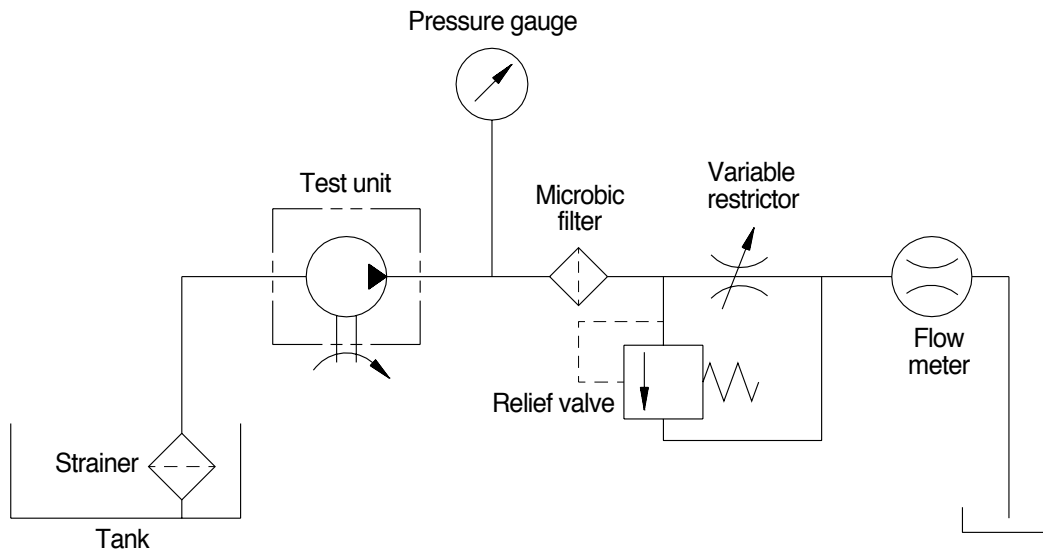 Pressure gauge
Test unit
Microbic
filter
Variable
restrictor
Flow
meter
Relief valve
Strainer
Tank